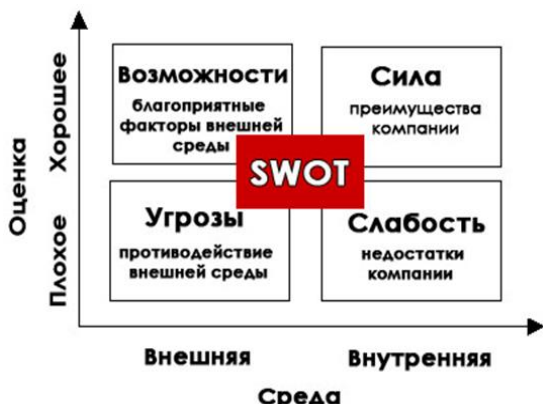 Оценка
Хорошее
Плохое
Возможности
благоприятные
факторы внешней
среды
Сила
преимущества
компании
SWOT
Угрозы
противодействие
внешней среды
Слабость
недостатки
компании
Внешняя
Внутренняя
Среда